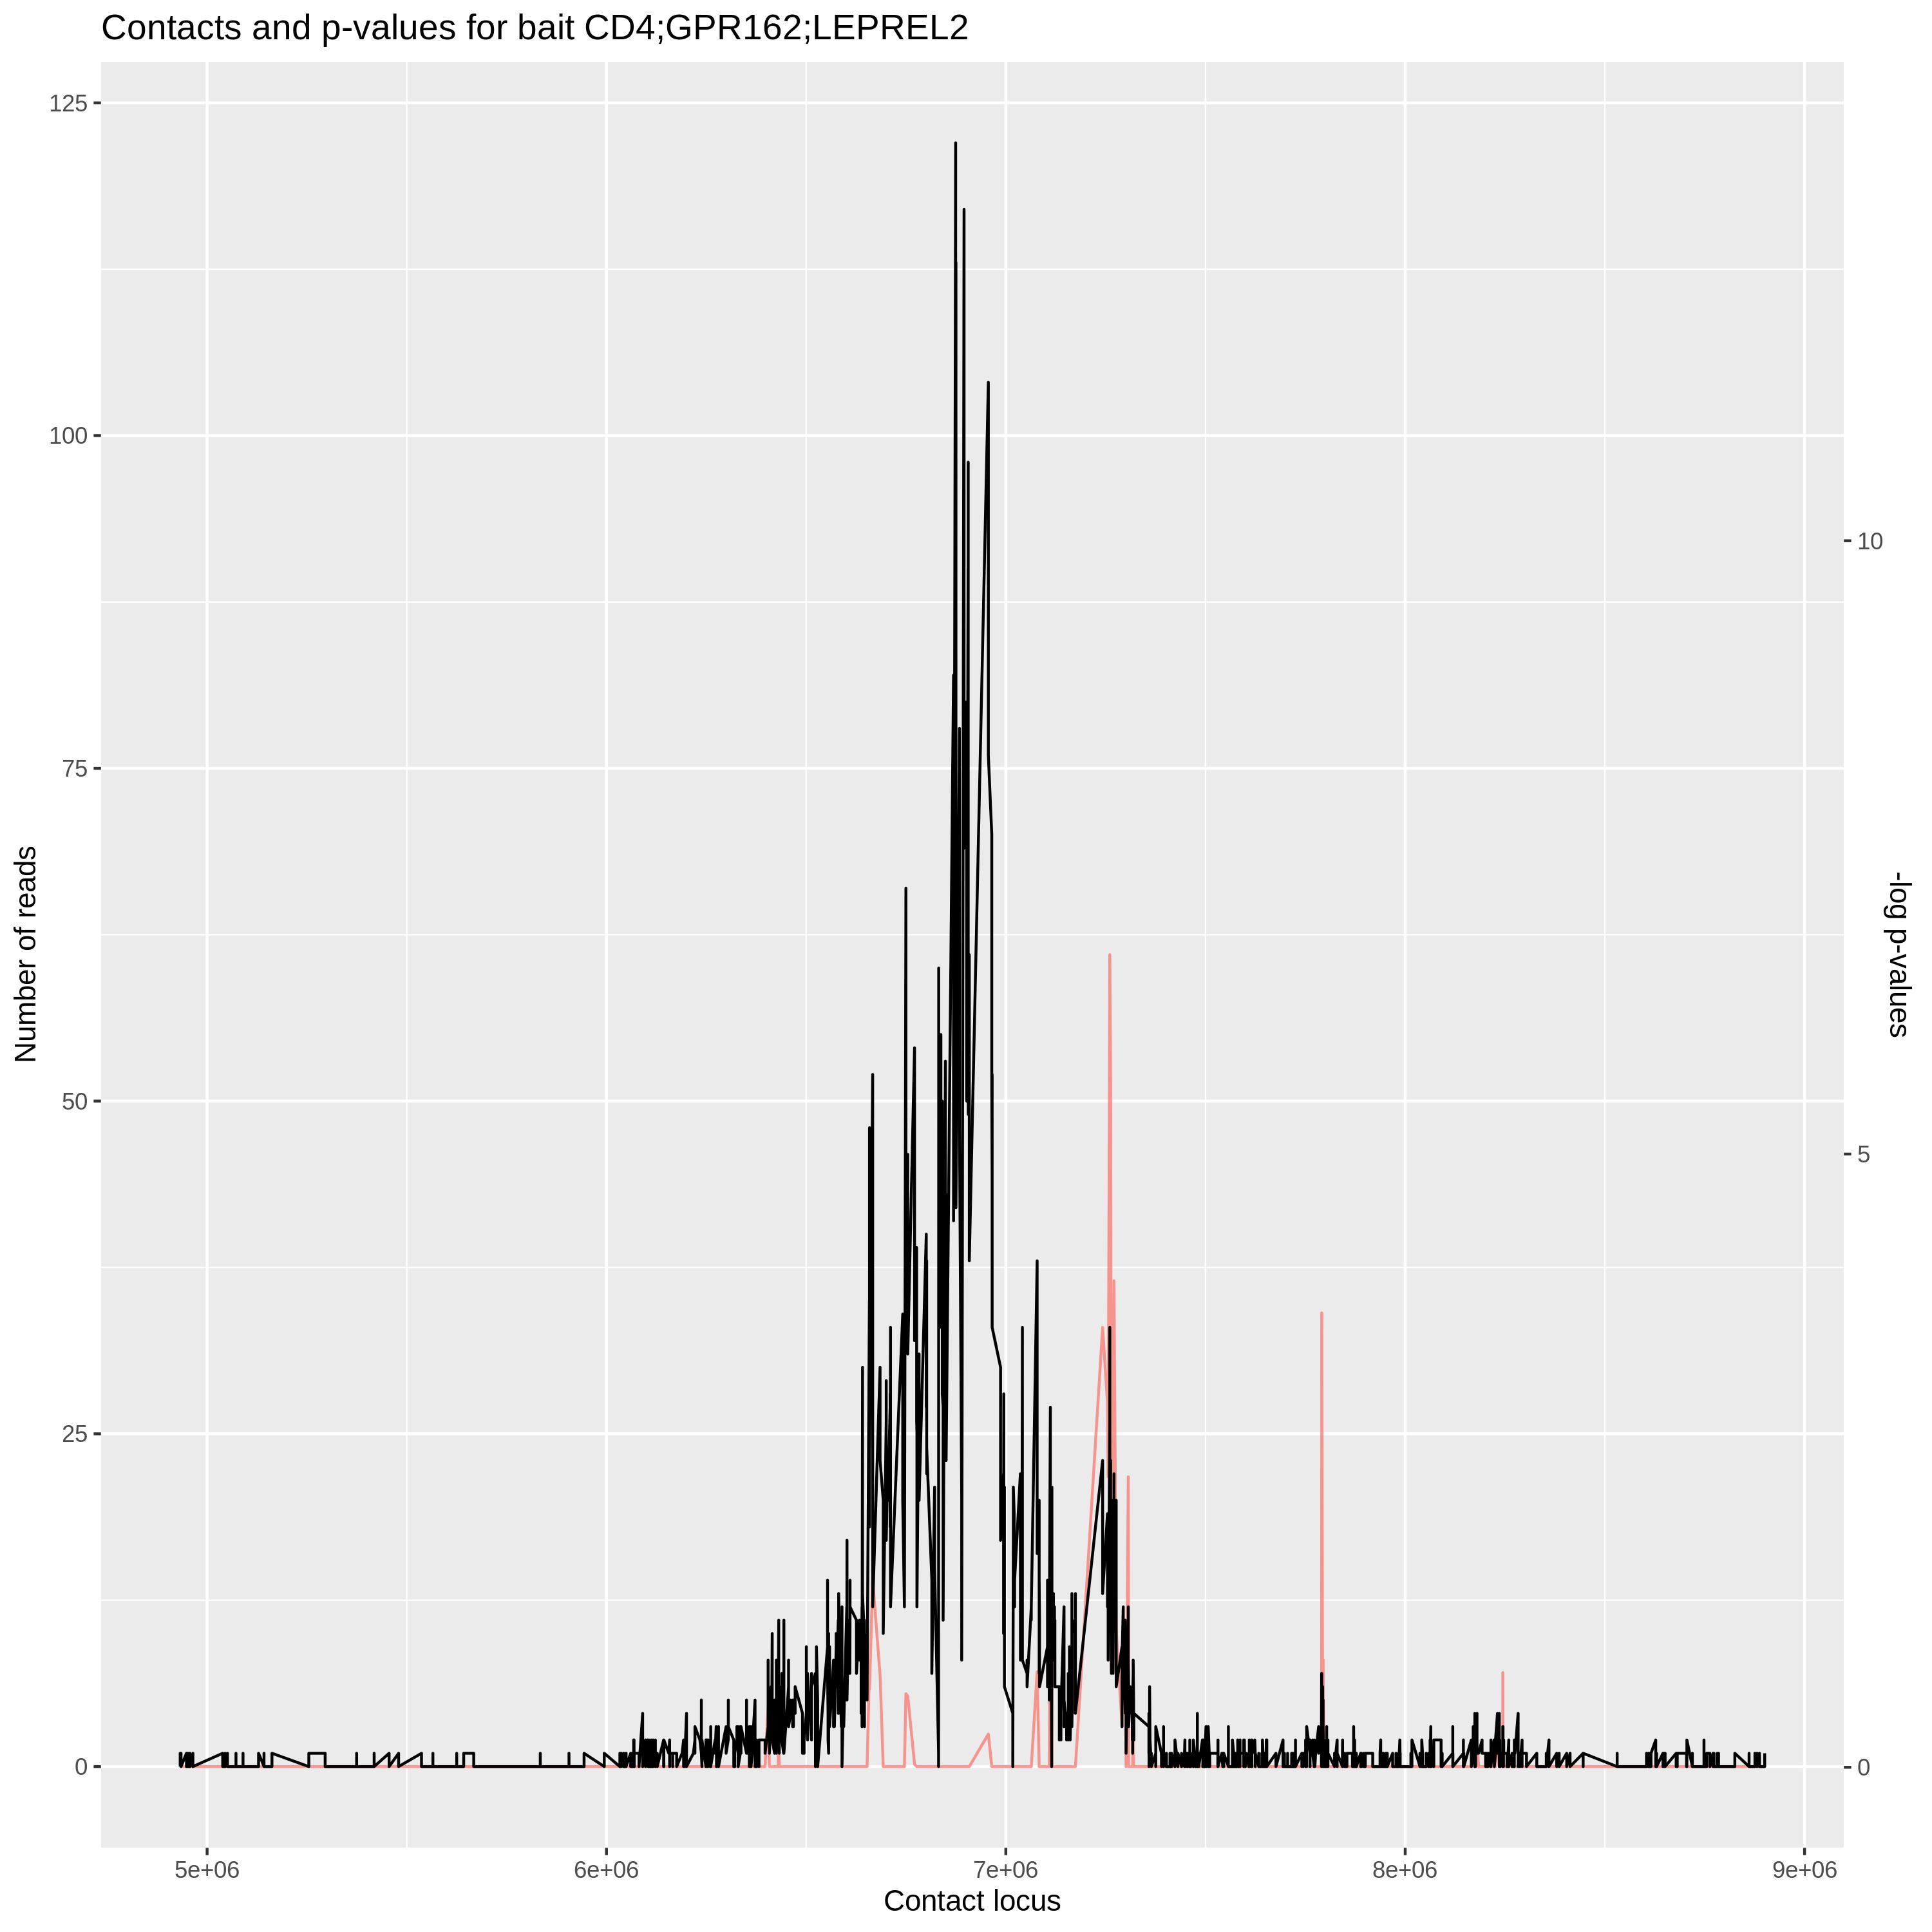 Contacts and p-values for bait CD4;GPR162;LEPREL2
125
100
75
50
25
0
Number of reads
10
5
0
-log p-values
5e+06
6e+06
7e+06
8e+06
9e+06
Contact locus